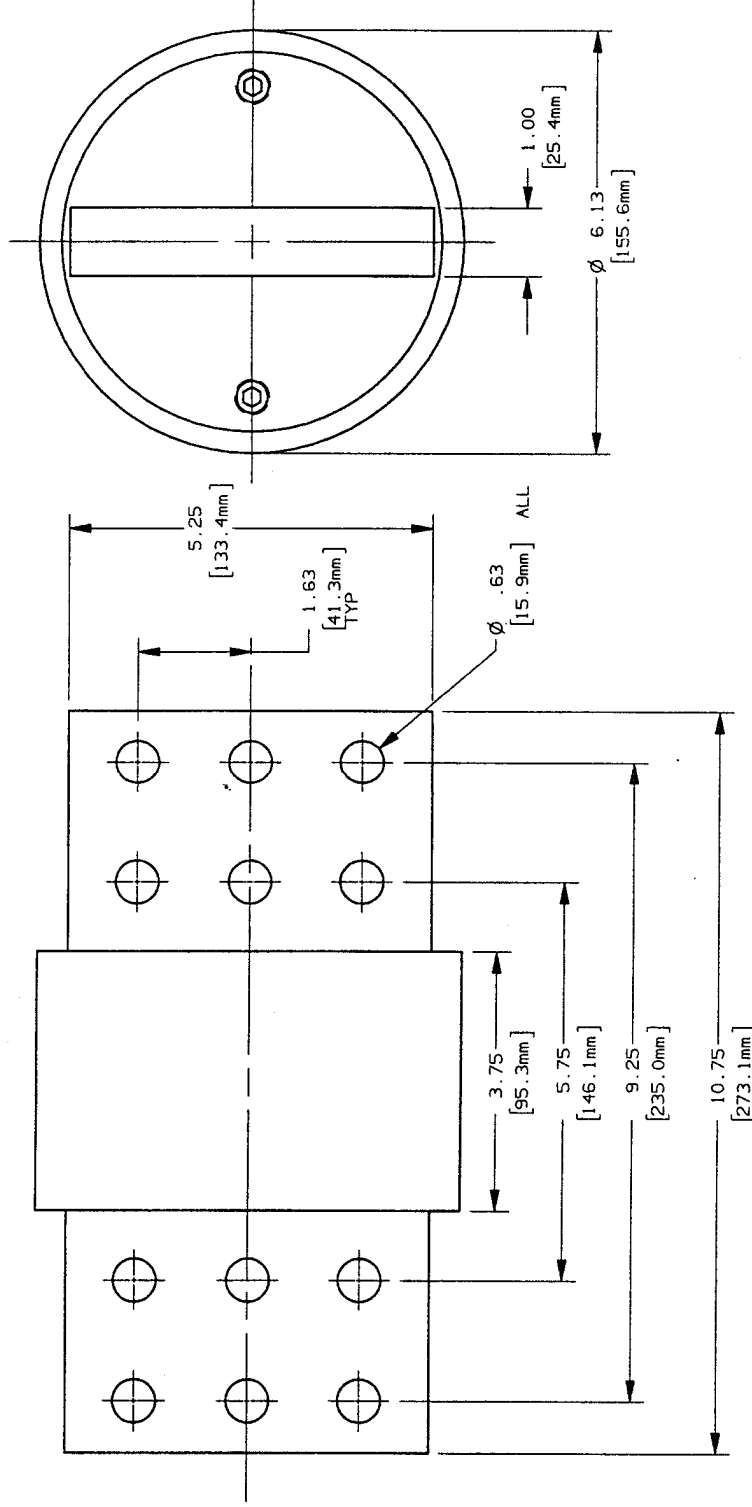 5.25
[133.4mm]
1.63
[41.3mm]
TYP
Ø .63
[15.9mm] ALL
3.75
[95.3mm]
5.75
[146.1mm]
9.25
[235.0mm]
10.75
[273.1mm]
1.00
[25.4mm]
Ø 6.13
[155.6mm]